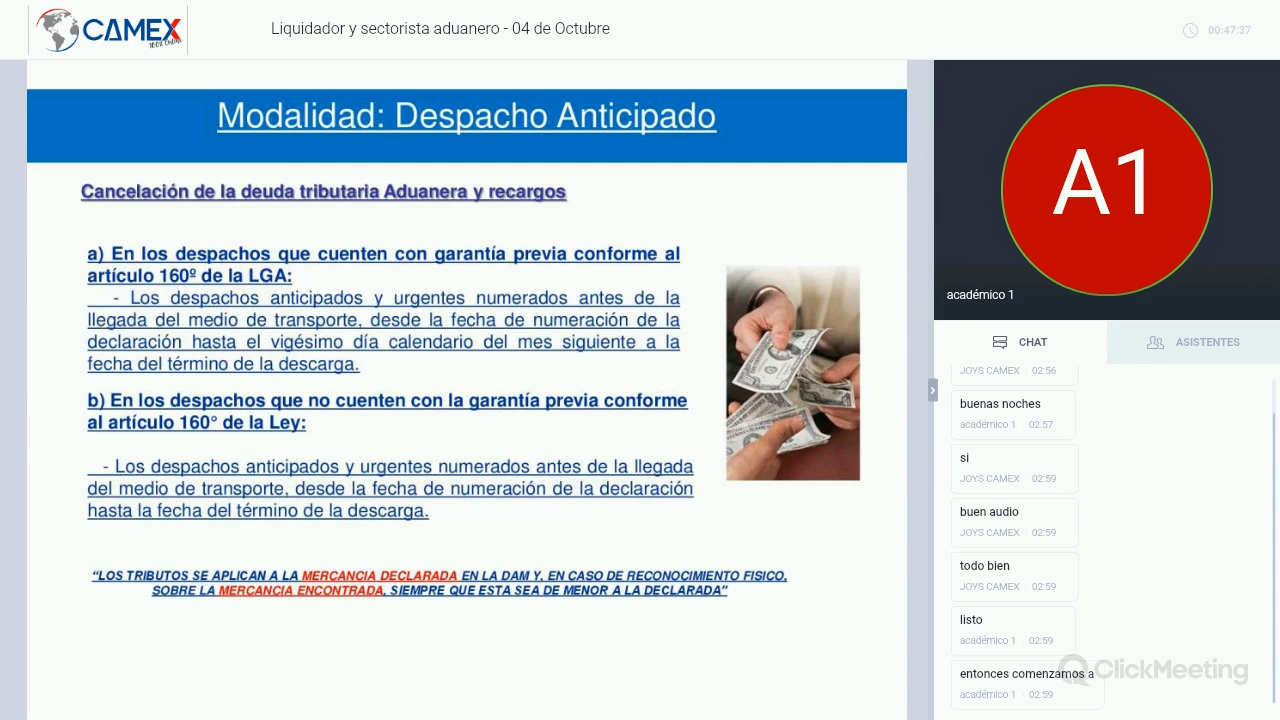 CAMEX
100% Online
Liquidador y sectorista aduanero - 04 de Octubre
00:47:37
Modalidad: Despacho Anticipado
Cancelación de la deuda tributaria Aduanera y recargos
a) En los despachos que cuenten con garantía previa conforme al
artículo 160º de la LGA:
- Los despachos anticipados y urgentes numerados antes de la
llegada del medio de transporte, desde la fecha de numeración de la
declaración hasta el vigésimo día calendario del mes siguiente a la
fecha del término de la descarga.
b) En los despachos que no cuenten con la garantía previa conforme
al artículo 160° de la Ley:
- Los despachos anticipados y urgentes numerados antes de la llegada
del medio de transporte, desde la fecha de numeración de la declaración
hasta la fecha del término de la descarga.
“LOS TRIBUTOS SE APLICAN A LA MERCANCIA DECLARADA EN LA DAM Y, EN CASO DE RECONOCIMIENTO FISICO,
SOBRE LA MERCANCIA ENCONTRADA, SIEMPRE QUE ESTA SEA DE MENOR A LA DECLARADA”
A1
académico 1
CHAT
ASISTENTES
JOYS CAMEX 02:56
buenas noches
académico 1 02:57
si
JOYS CAMEX 02:59
buen audio
JOYS CAMEX 02:59
todo bien
JOYS CAMEX 02:59
listo
académico 1 02:59
entonces comenzamos a
académico 1 02:59
ClickMeeting